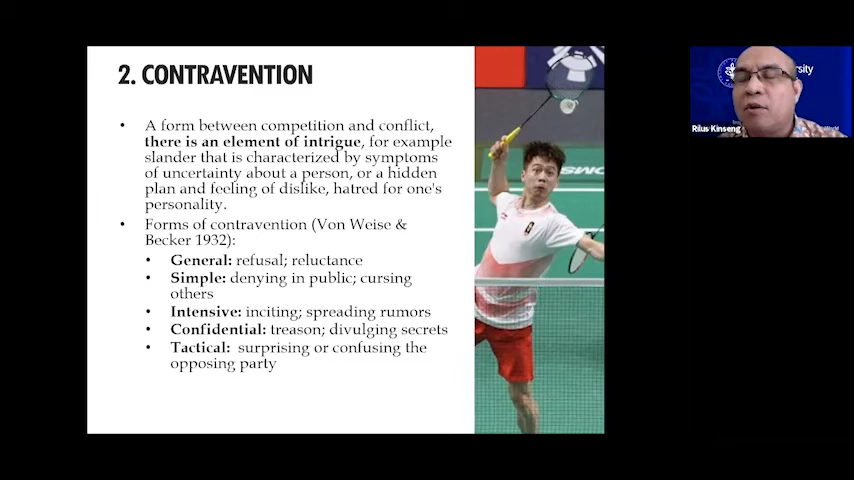 2. CONTRAVENTION
• A form between competition and conflict,
there is an element of intrigue, for example
slander that is characterized by symptoms
of uncertainty about a person, or a hidden
plan and feeling of dislike, hatred for one's
personality.
• Forms of contravention (Von Weise &
Becker 1932):
• General: refusal; reluctance
• Simple: denying in public; cursing
others
• Intensive: inciting; spreading rumors
• Confidential: treason; divulging secrets
• Tactical: surprising or confusing the
opposing party
Rilus Kinseng
World